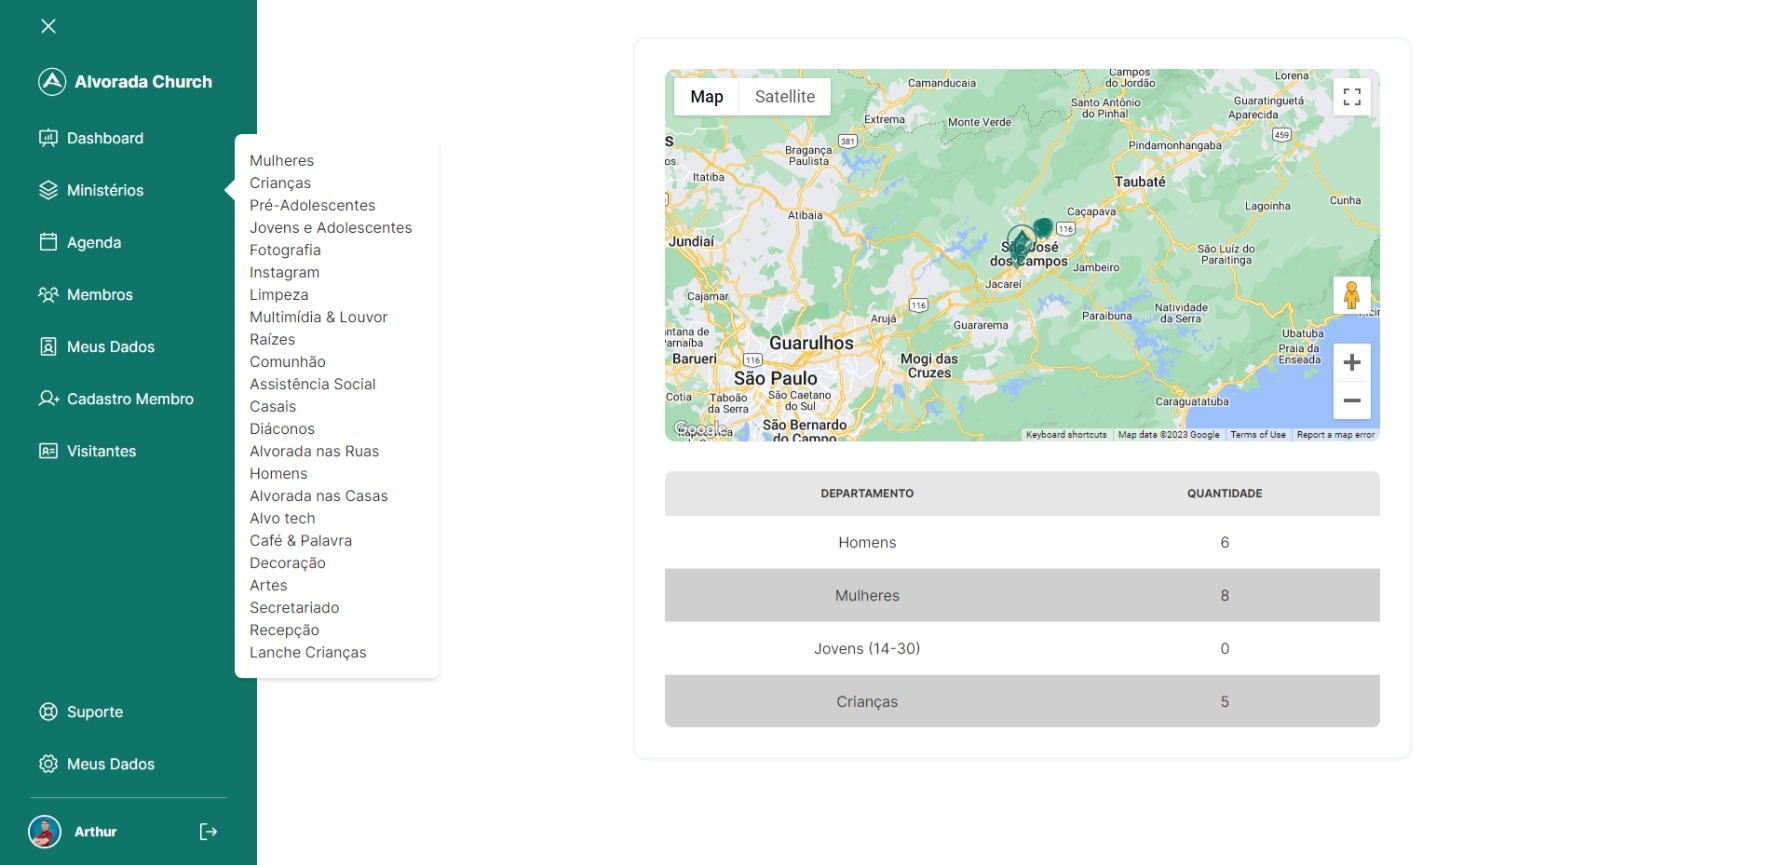 Alvorada Church
Dashboard
Ministérios
Agenda
Membros
Meus Dados
Cadastro Membro
Visitantes
Suporte
Meus Dados
Arthur
Mulheres
Crianças
Pré-Adolescentes
Jovens e Adolescentes
Fotografia
Instagram
Limpeza
Multimídia & Louvor
Raízes
Comunhão
Assistência Social
Casais
Diáconos
Alvorada nas Ruas
Homens
Alvorada nas Casas
Alvo tech
Café & Palavra
Decoração
Artes
Secretariado
Recepção
Lanche Crianças
Map
Satellite
Camanducaia
Campos
do Jordão
Lorena
Extrema
Monte Verde
Santo Antônio
do Pinhal
Guaratinguetá
Aparecida
381
459
Bragança
Paulista
Pindamonhangaba
Itatiba
Taubaté
Atibaia
Caçapava
Lagoinha
Cunha
116
Jundiaí
São José
dos Campos
São Luíz do
Paraitinga
Jambeiro
Jacareí
Cajamar
116
Arujá
Guararema
Paraibuna
Natividade
da Serra
Ubatuba
Praia da
Enseada
Guarulhos
Barueri
116
Mogi das
Cruzes
São Paulo
Cotia
Taboão
da Serra
São Caetano
do Sul
Caraguatatuba
São Bernardo
do Campo
Google
Keyboard shortcuts
Map data ©2023 Google
Terms of Use
Report a map error
DEPARTAMENTO QUANTIDADE
Homens 6
Mulheres 8
Jovens (14-30) 0
Crianças 5